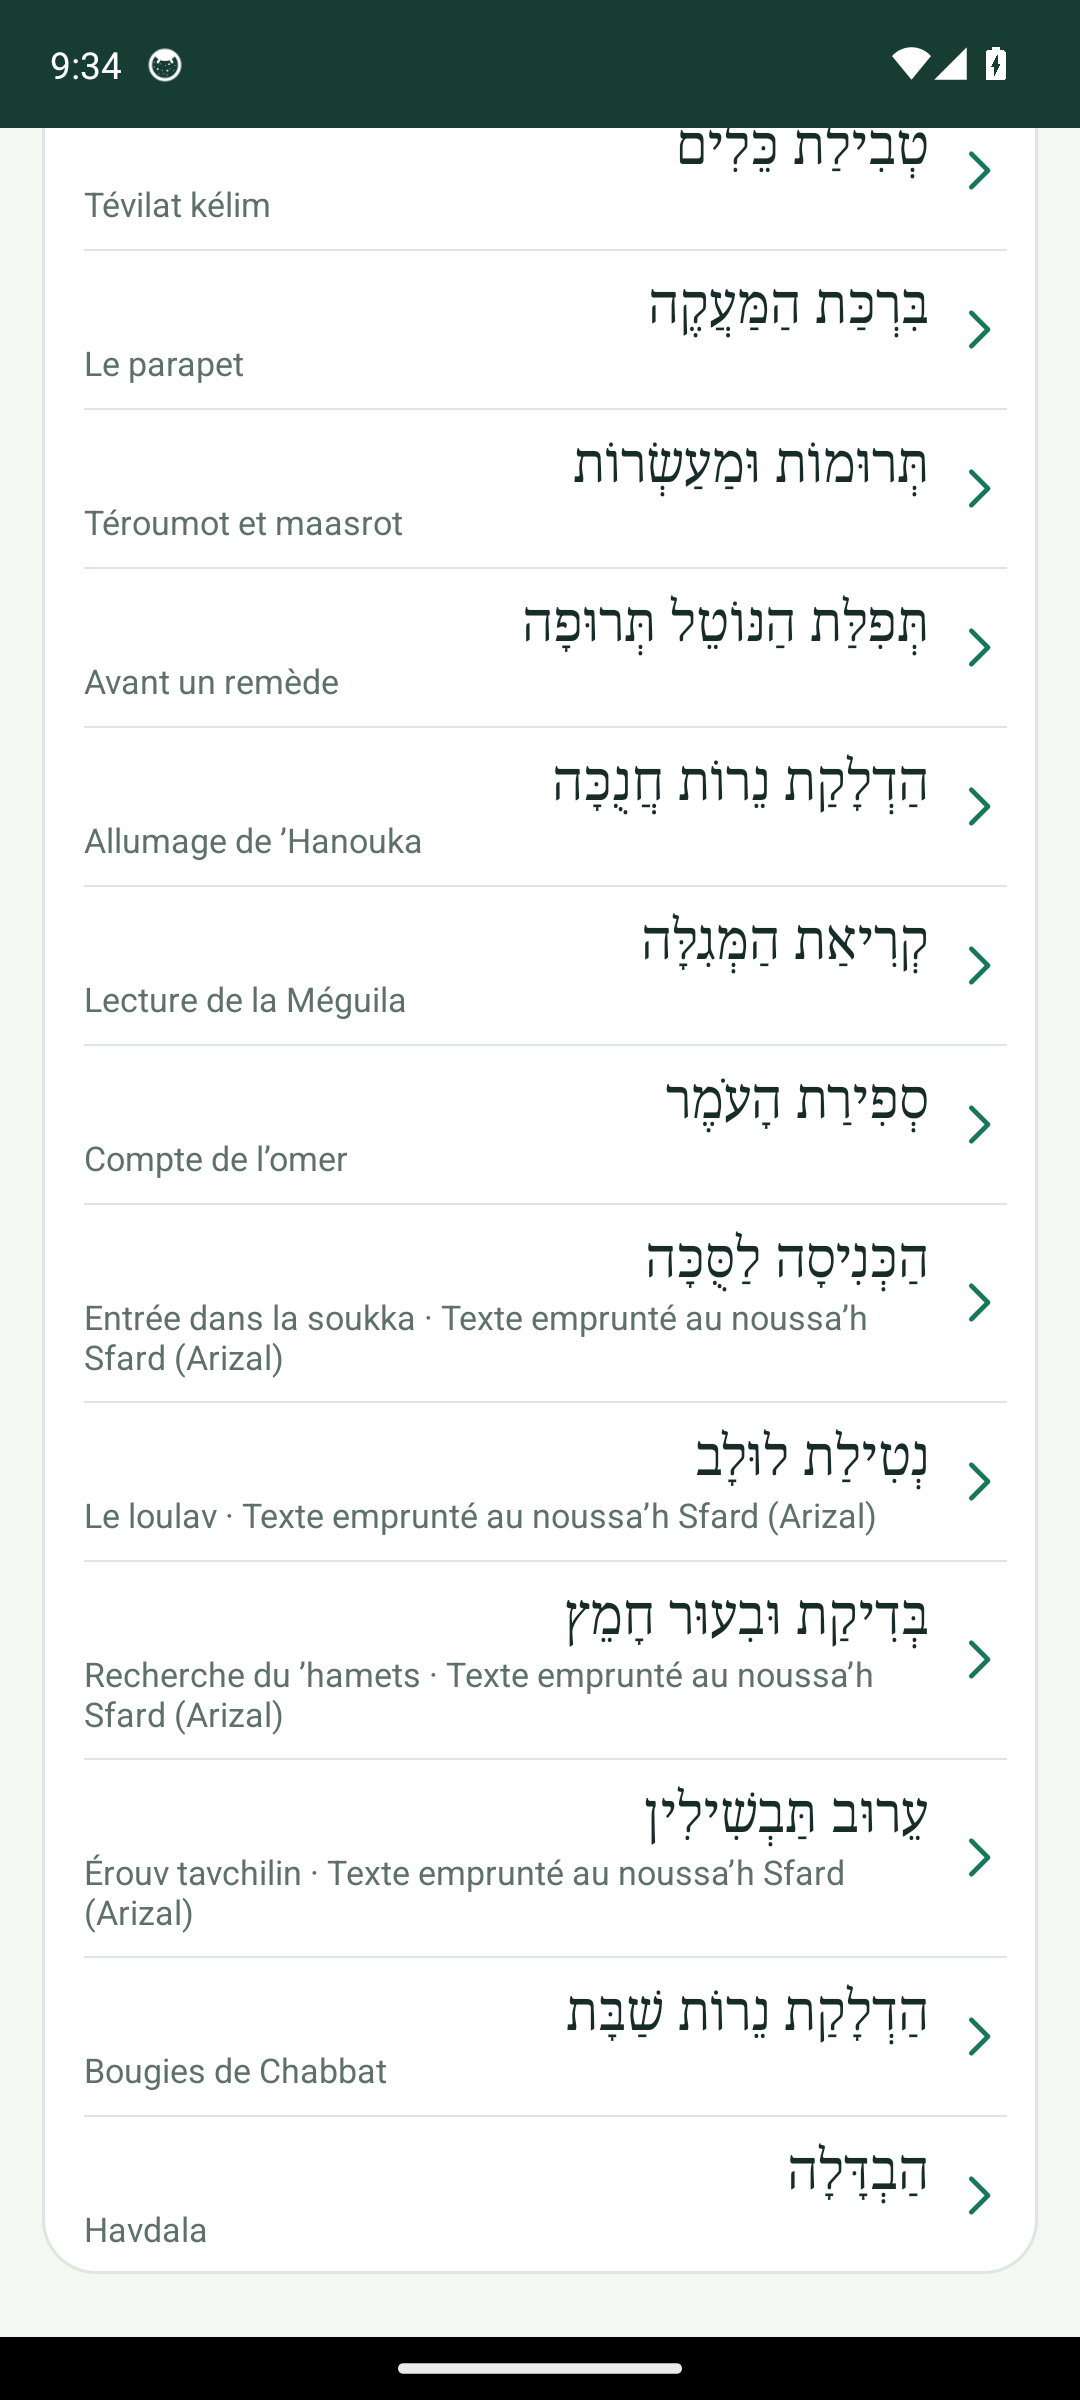 9:34
טְבִילַת כֵּלִים
Tévilat kélim
בִּרְכַּת הַמַּעֲקֶה
Le parapet
תְּרוּמוֹת וּמַעַשְׂרוֹת
Téroumot et maasrot
תְּפִלַּת הַנּוֹטֵל תְּרוּפָה
Avant un remède
הַדְלָקַת נֵרוֹת חֲנֻכָּה
Allumage de ’Hanouka
קְרִיאַת הַמְּגִלָּה
Lecture de la Méguila
סְפִירַת הָעֹמֶר
Compte de l’omer
הַכְּנִיסָה לַסֻּכָּה
Entrée dans la soukka · Texte emprunté au noussa’h
Sfard (Arizal)
נְטִילַת לוּלָב
Le loulav · Texte emprunté au noussa’h Sfard (Arizal)
בְּדִיקַת וּבִעוּר חָמֵץ
Recherche du ’hamets · Texte emprunté au noussa’h
Sfard (Arizal)
עֵרוּב תַּבְשִׁילִין
Érouv tavchilin · Texte emprunté au noussa’h Sfard
(Arizal)
הַדְלָקַת נֵרוֹת שַׁבָּת
Bougies de Chabbat
הַבְדָּלָה
Havdala